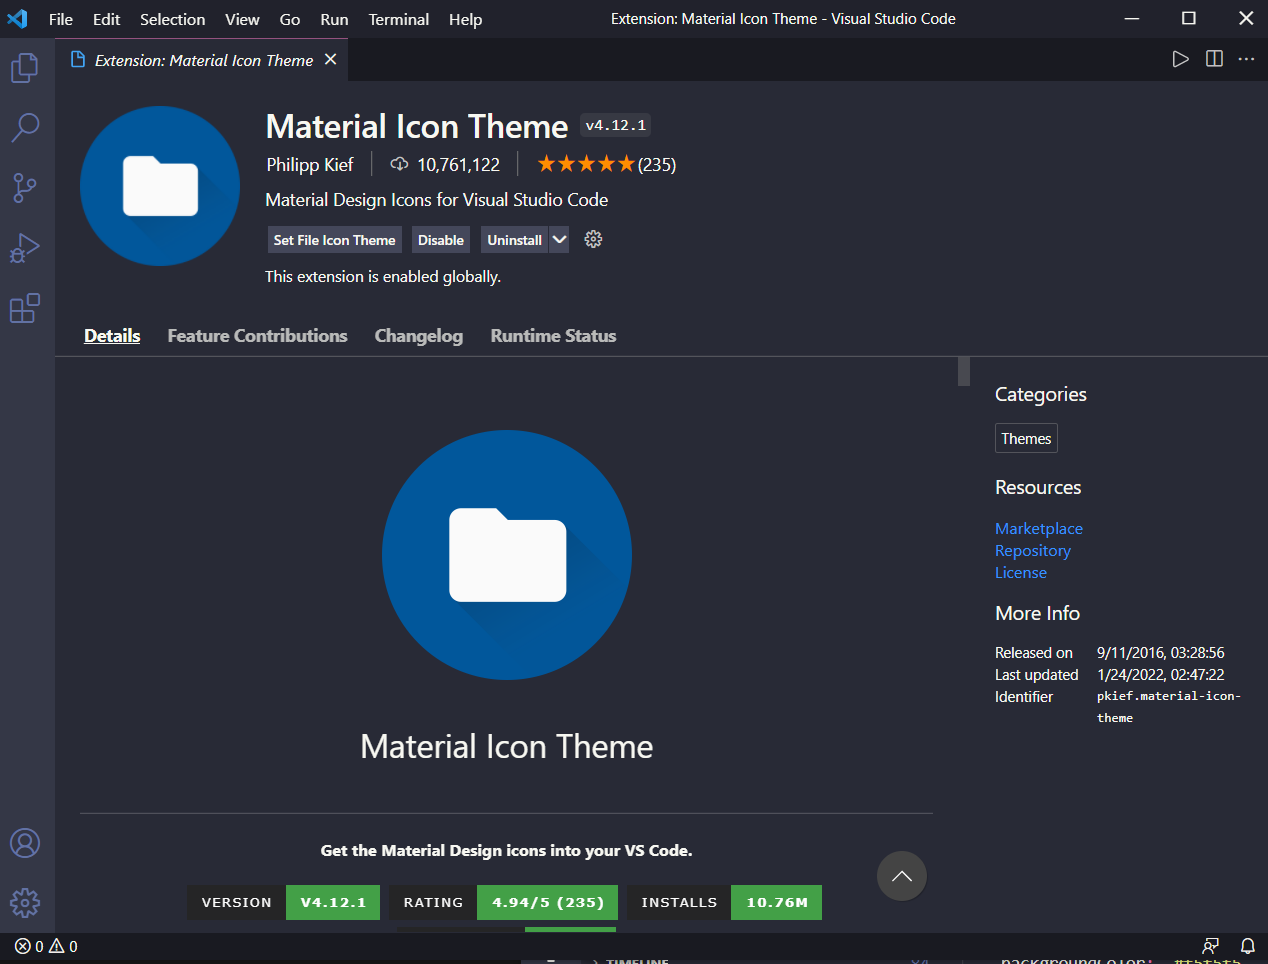 File Edit Selection View Go Run Terminal Help
Extension: Material Icon Theme - Visual Studio Code
Extension: Material Icon Theme
Material Icon Theme v4.12.1
Philipp Kief 10,761,122 (235)
Material Design Icons for Visual Studio Code
Set File Icon Theme Disable Uninstall
This extension is enabled globally.
Details Feature Contributions Changelog Runtime Status
Material Icon Theme
Get the Material Design icons into your VS Code.
VERSION V4.12.1 RATING 4.94/5 (235) INSTALLS 10.76M
Categories
Themes
Resources
Marketplace
Repository
License
More Info
Released on 9/11/2016, 03:28:56
Last updated 1/24/2022, 02:47:22
Identifier pkief.material-icon-
theme
0 0
TIMELINE